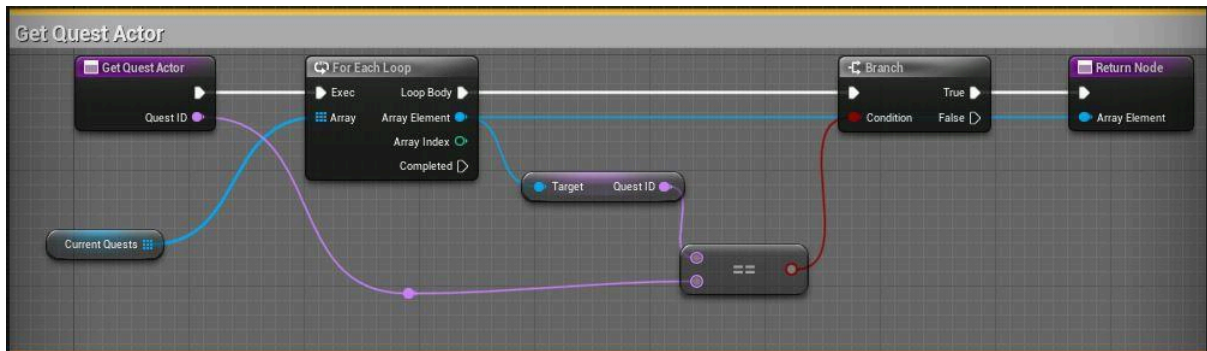 Get Quest Actor
Get Quest Actor
Quest ID
For Each Loop
Exec
Loop Body
Array
Array Element
Array Index
Completed
Current Quests
Target
Quest ID
==
Branch
True
Condition
False
Return Node
Array Element